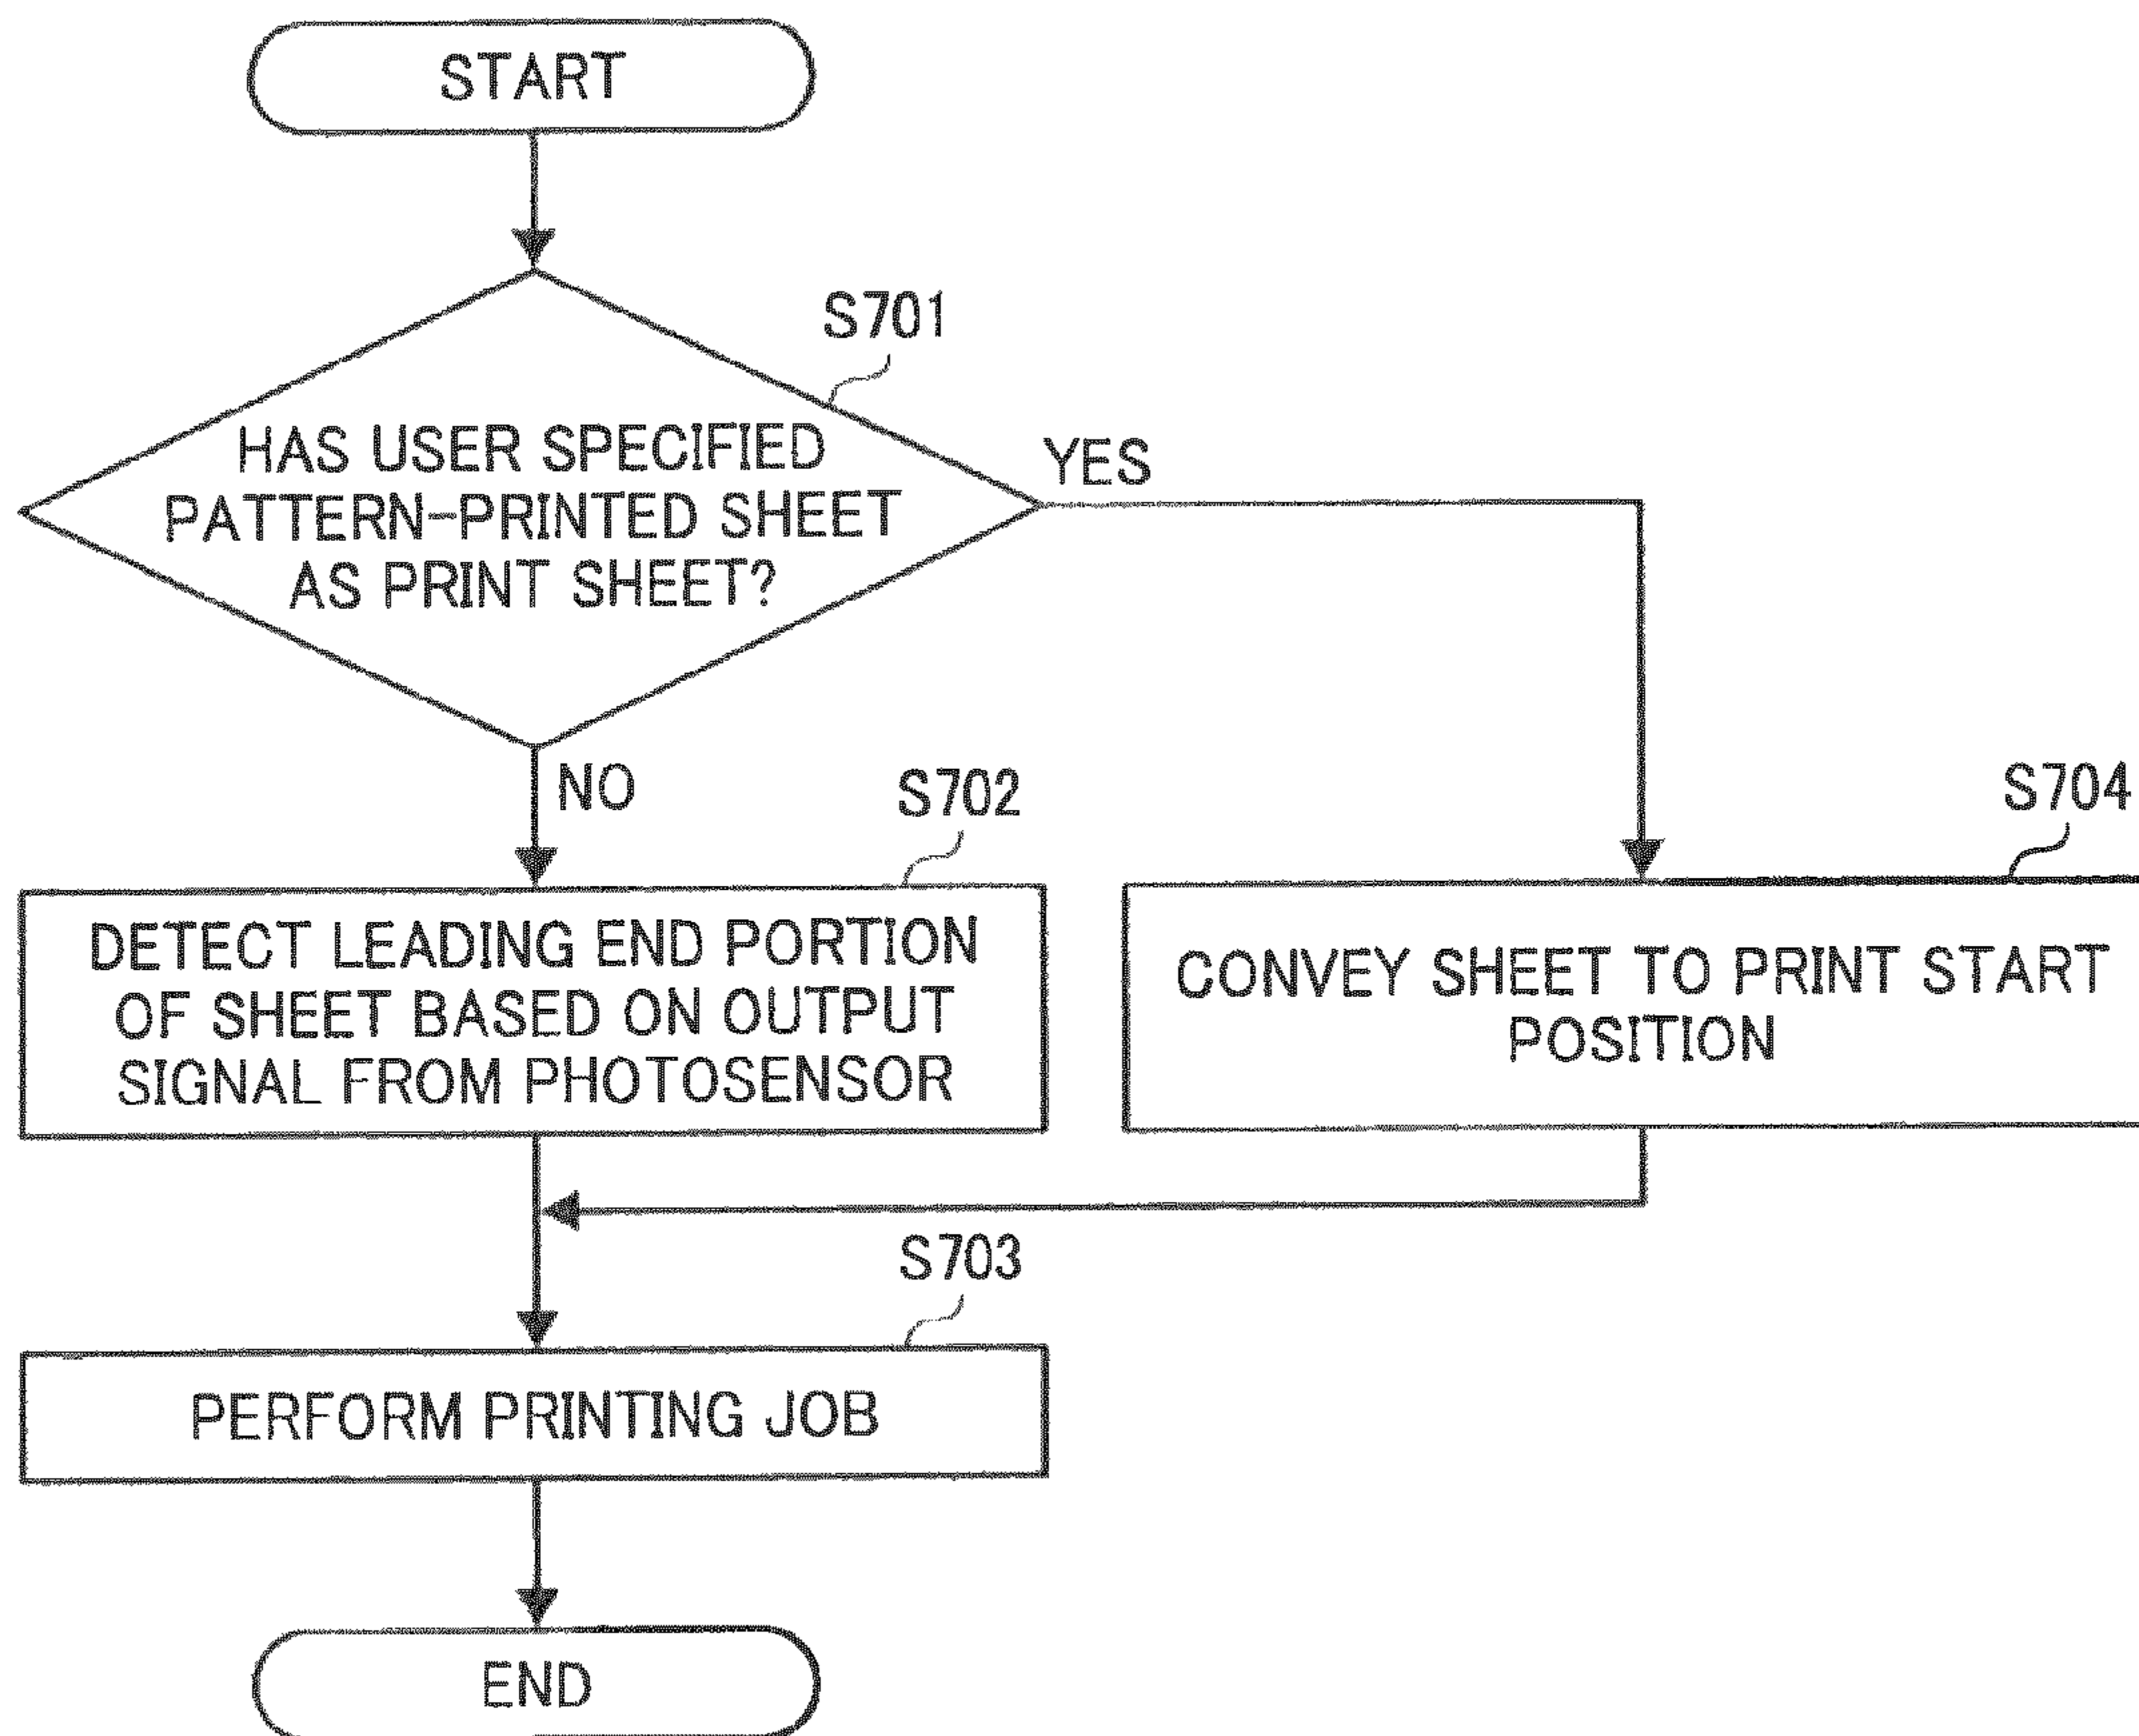 START
S701
HAS USER SPECIFIED
PATTERN-PRINTED SHEET
AS PRINT SHEET?
YES
NO
S702
DETECT LEADING END PORTION
OF SHEET BASED ON OUTPUT
SIGNAL FROM PHOTOSENSOR
S704
CONVEY SHEET TO PRINT START
POSITION
S703
PERFORM PRINTING JOB
END